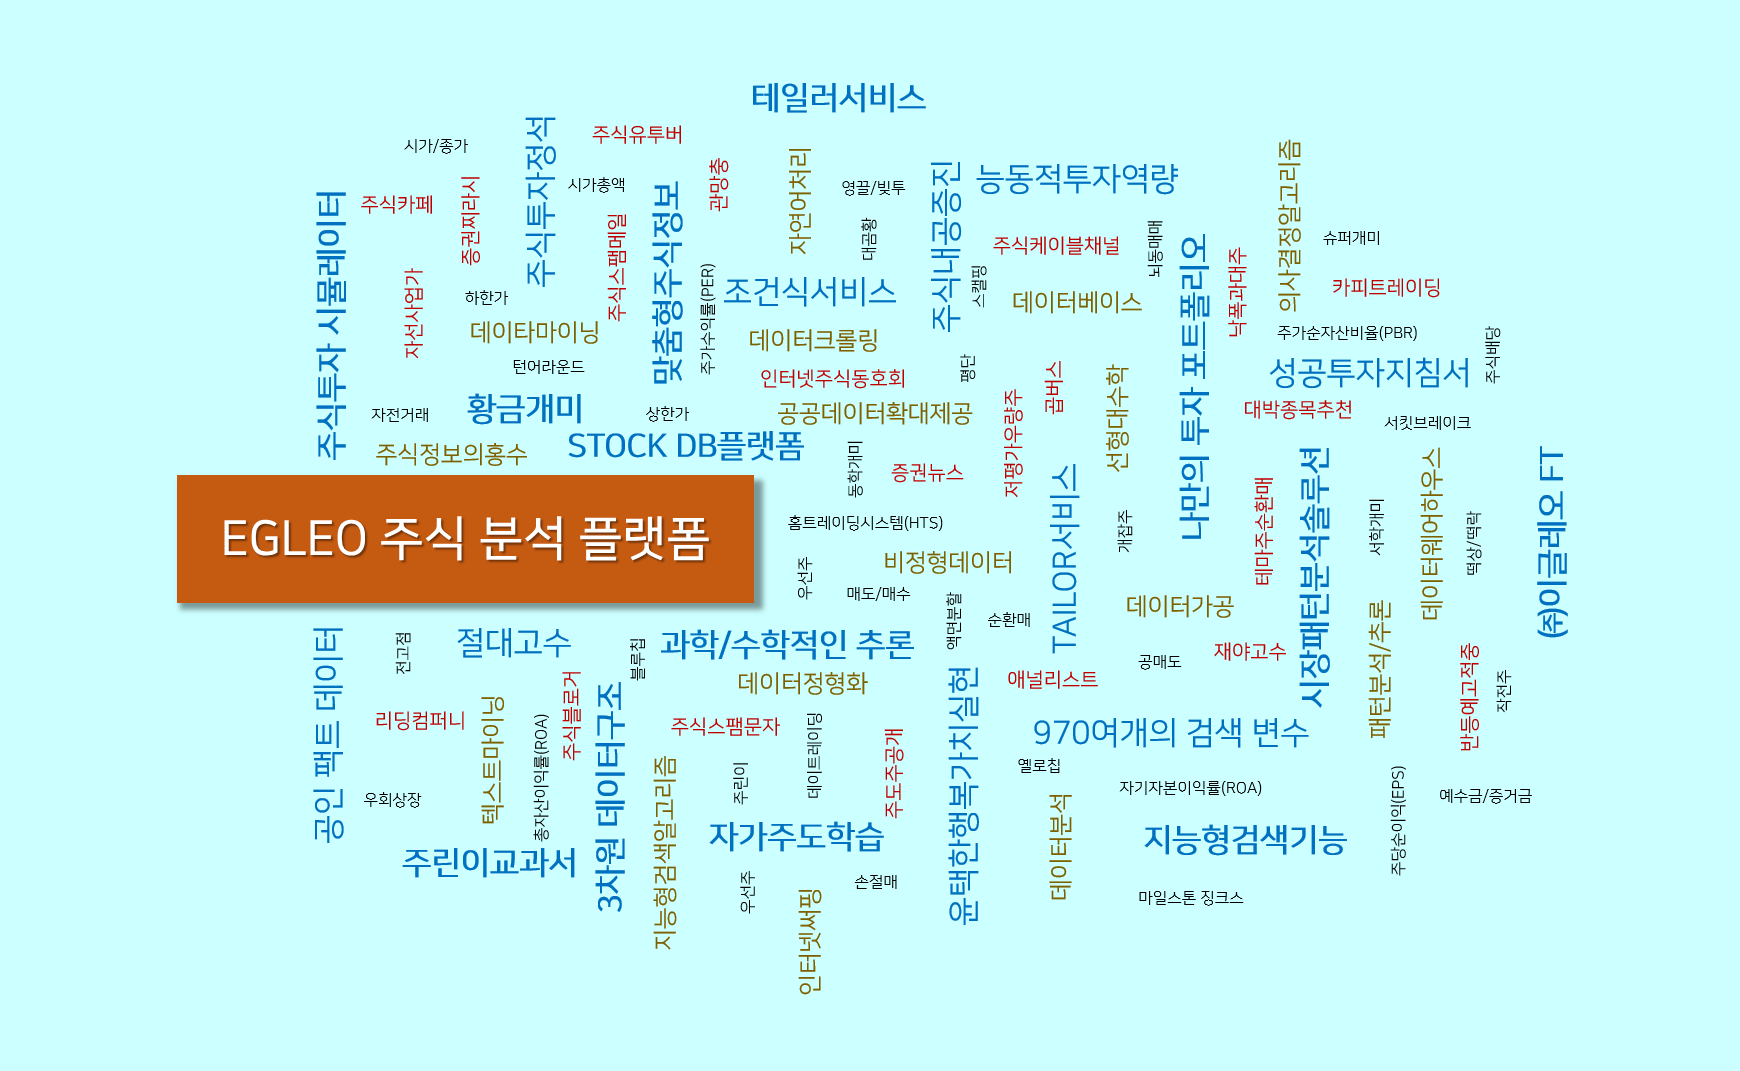 테일러서비스
주식유투버
시가/종가
주식투자정석
관망충
자연어처리
의사결정알고리즘
시가총액
영끌/빚투
능동적투자역량
주식내공증진
주식카페
증권찌라시
맞춤형주식정보
주식투자 시뮬레이터
주식스팸메일
대곰황
주식케이블채널
뇌동매매
슈퍼개미
자선사업가
하한가
주가수익률(PER)
조건식서비스
스캘핑
데이터베이스
나만의 투자 포트폴리오
낙폭과대주
카피트레이딩
데이타마이닝
데이터크롤링
주가순자산비율(PBR)
턴어라운드
인터넷주식동호회
평단
곱버스
성공투자지침서
주식배당
자전거래
황금개미
상한가
공공데이터확대제공
저평가우량주
선형대수학
대박종목추천
서킷브레이크
주식정보의홍수
STOCK DB플랫폼
동학개미
증권뉴스
EGLEO 주식 분석 플랫폼
홈트레이딩시스템(HTS)
TAILOR서비스
개잡주
테마주순환매
시장패턴분석솔루션
서학개미
데이터웨어하우스
떡상/떡락
㈜이글레오 FT
비정형데이터
우선주
매도/매수
액면분할
순환매
데이터가공
공인 팩트 데이터
전고점
절대고수
블루칩
과학/수학적인 추론
공매도
재야고수
패턴분석/추론
데이터정형화
애널리스트
반등예고적중
작전주
리딩컴퍼니
텍스트마이닝
총자산이익률(ROA)
주식블로거
3차원 데이터구조
주식스팸문자
데이트레이딩
주도주공개
윤택한행복가치실현
970여개의 검색 변수
우회상장
지능형검색알고리즘
주린이
옐로칩
자기자본이익률(ROA)
주당순이익(EPS)
예수금/증거금
주린이교과서
자가주도학습
데이터분석
지능형검색기능
우선주
인터넷써핑
손절매
마일스톤 징크스